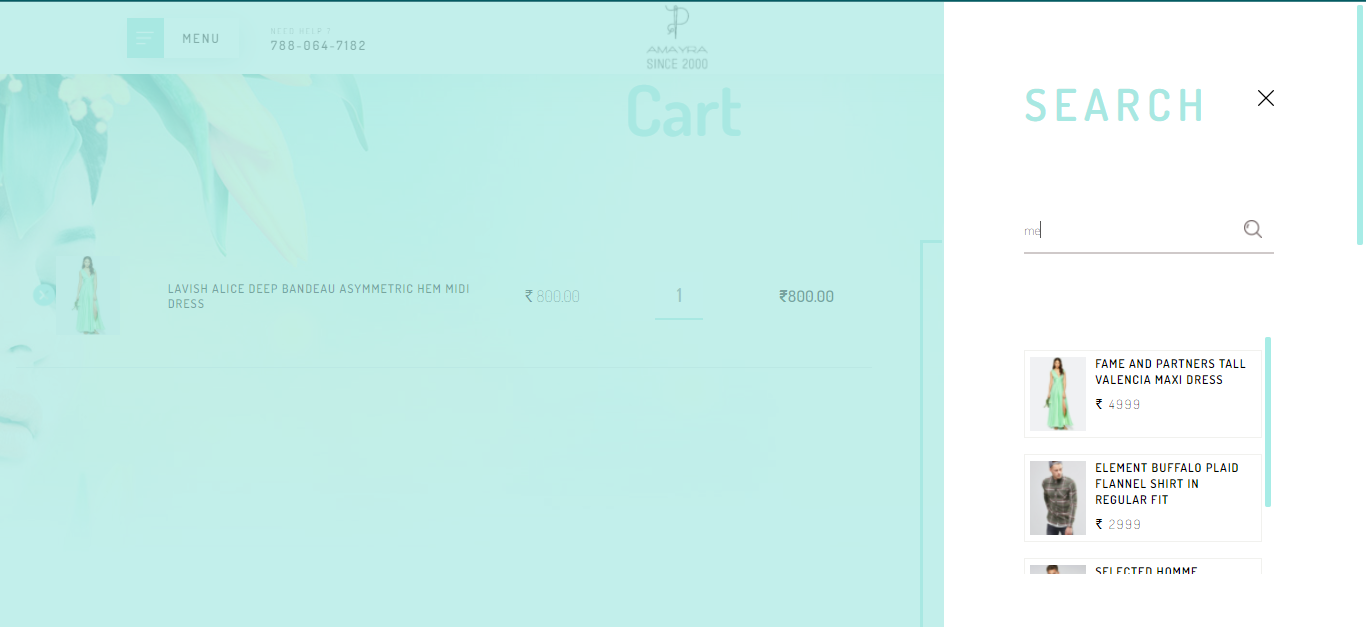 MENU
NEED HELP ?
788-064-7182
AMAYRA
SINCE 2000
Cart
LAVISH ALICE DEEP BANDEAU ASYMMETRIC HEM MIDI
DRESS
₹ 800.00
1
₹800.00
SEARCH
me
FAME AND PARTNERS TALL
VALENCIA MAXI DRESS
₹ 4999
ELEMENT BUFFALO PLAID
FLANNEL SHIRT IN
REGULAR FIT
₹ 2999
SELECTED HOMME